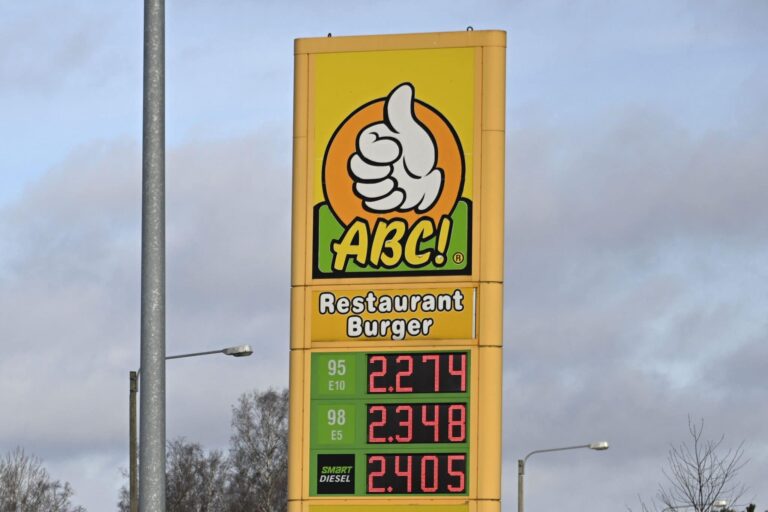 ABC! ®
Restaurant
Burger
95 2.274
E10
98 2.348
E5
SMART 2.405
DIESEL